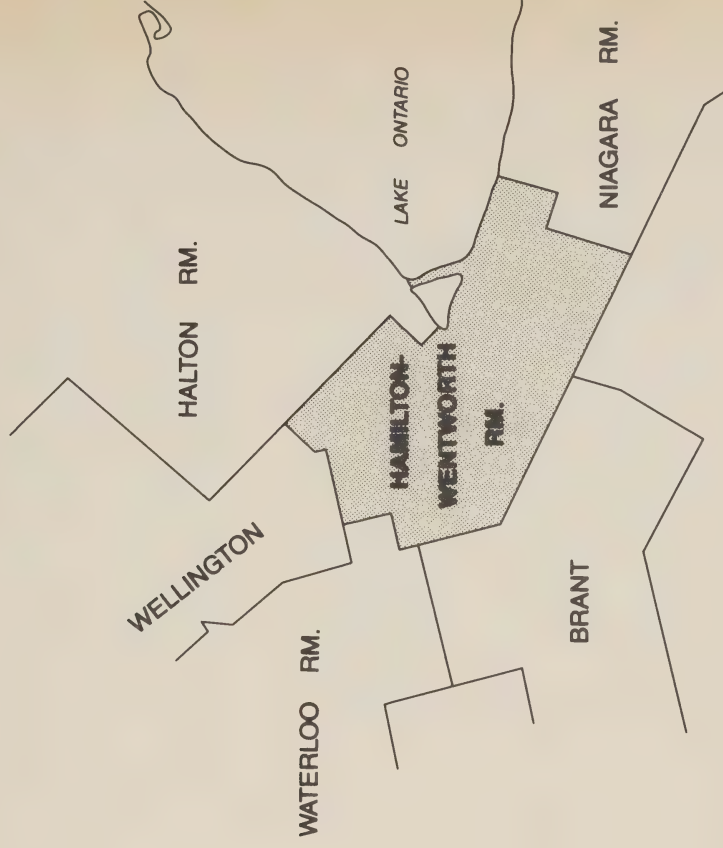 WELLINGTON
HALTON RM.
LAKE ONTARIO
WATERLOO RM.
HAMILTON-
WENTWORTH
RM.
BRANT
NIAGARA RM.